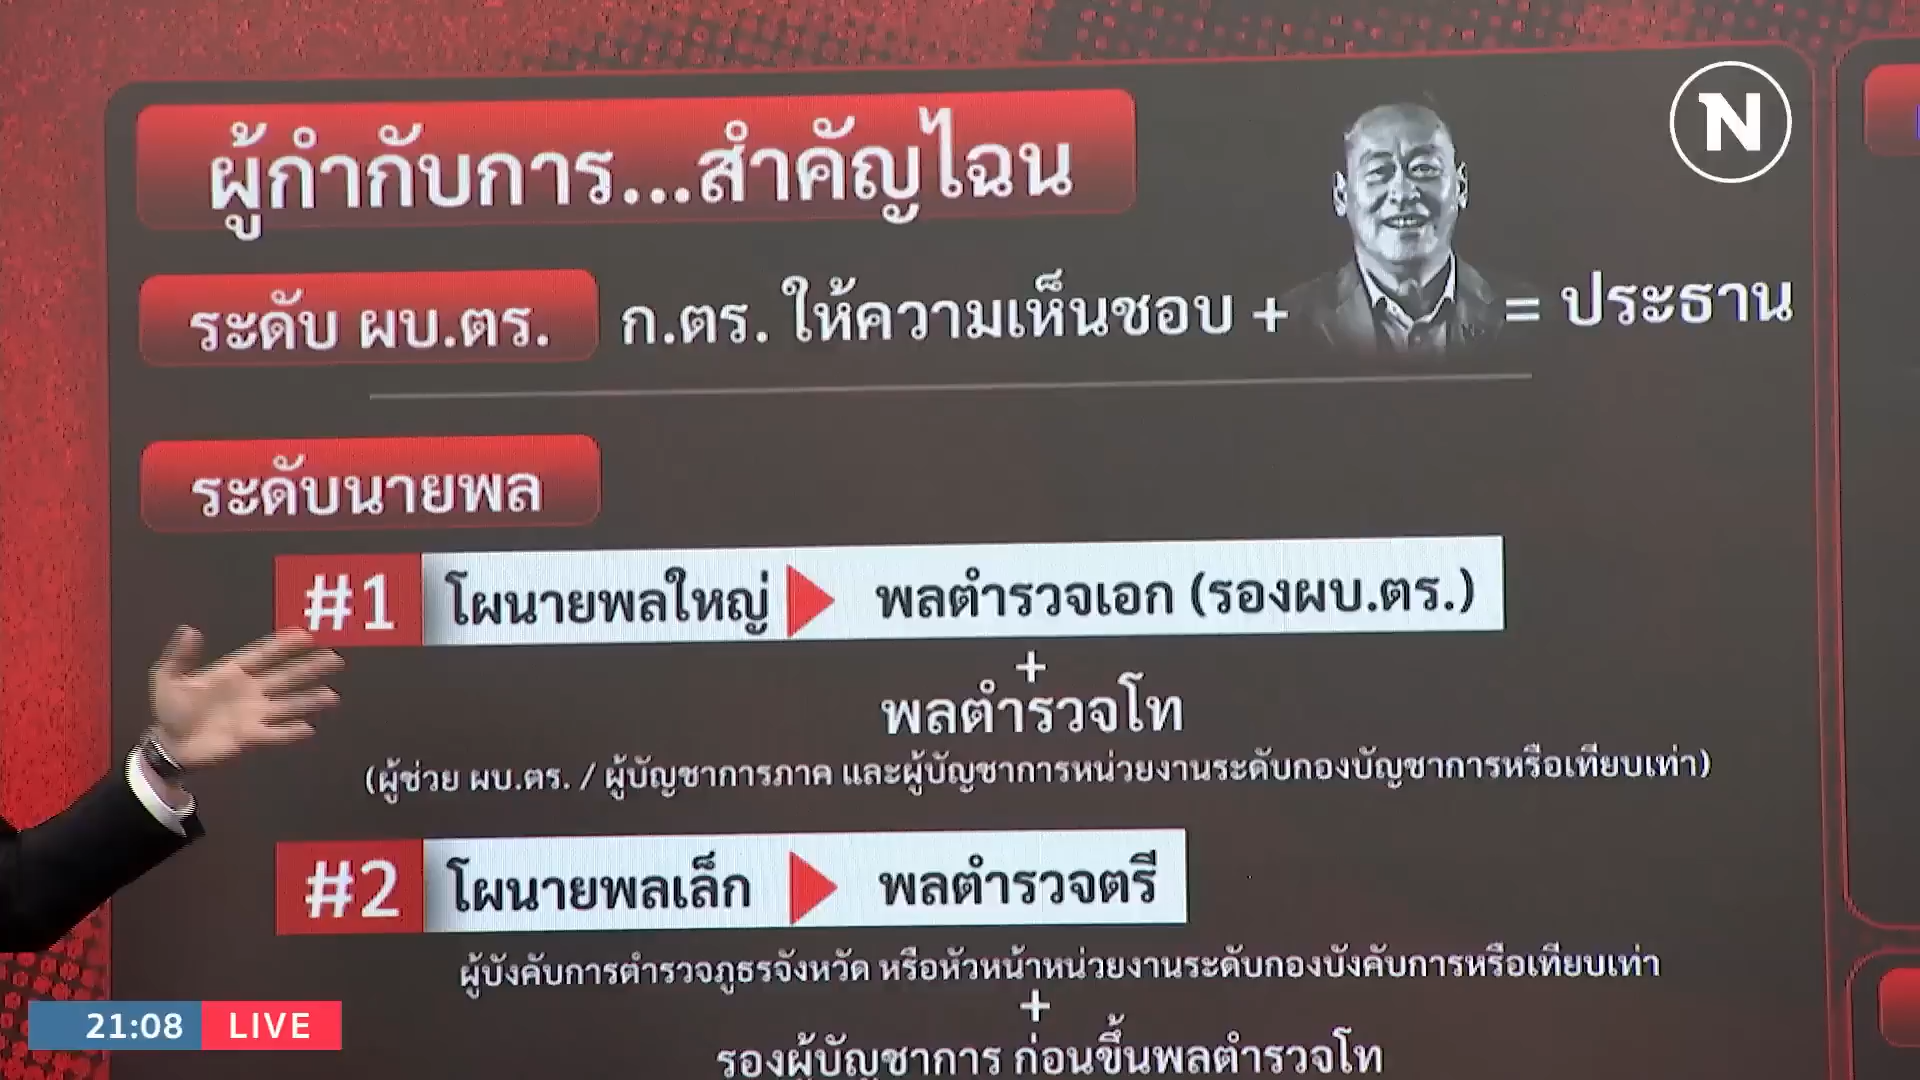 N
ผู้กำกับการ...สำคัญไฉน
ระดับ ผบ.ตร. ก.ตร. ให้ความเห็นชอบ + = ประธาน
ระดับนายพล
#1 โผนายพลใหญ่ พลตำรวจเอก (รองผบ.ตร.)
+
พลตำรวจโท
(ผู้ช่วย ผบ.ตร. / ผู้บัญชาการภาค และผู้บัญชาการหน่วยงานระดับกองบัญชาการหรือเทียบเท่า)
#2 โผนายพลเล็ก พลตำรวจตรี
ผู้บังคับการตำรวจภูธรจังหวัด หรือหัวหน้าหน่วยงานระดับกองบังคับการหรือเทียบเท่า
+
รองผู้บัญชาการ ก่อนขึ้นพลตำรวจโท
21:08 LIVE